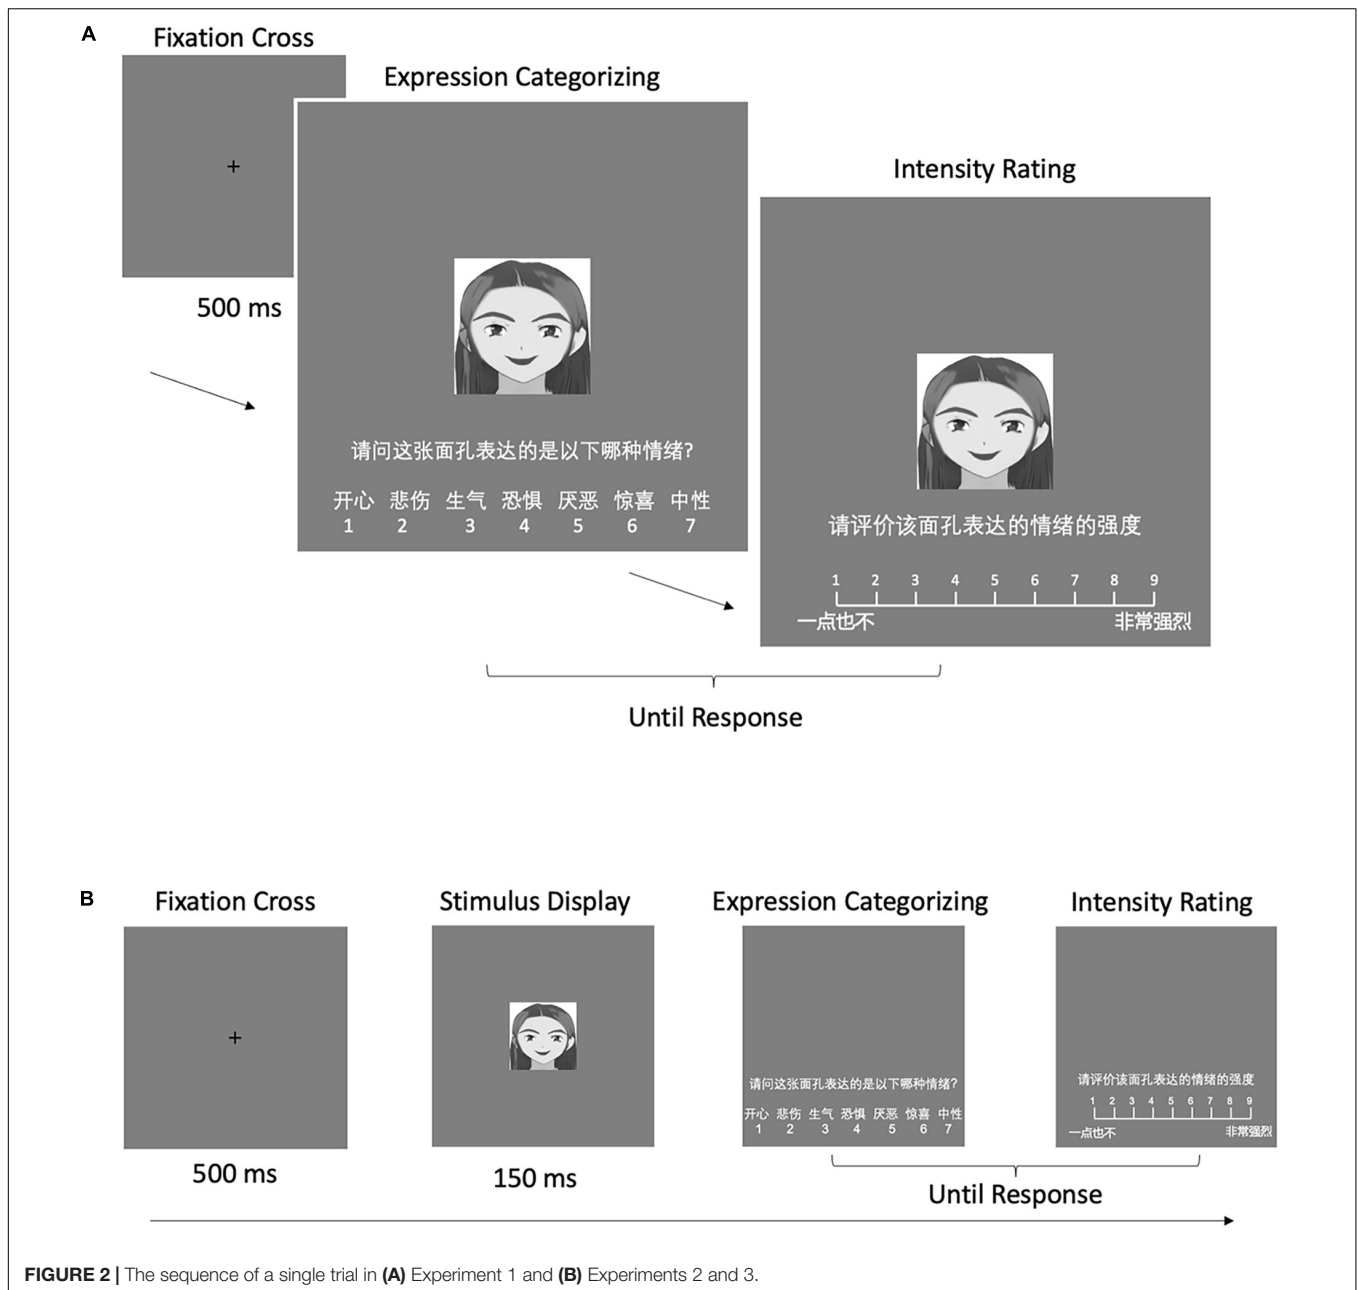 A
Fixation Cross
Expression Categorizing
Intensity Rating
+
500 ms
请问这张面孔表达的是以下哪种情绪?
开心 悲伤 生气 恐惧 厌恶 惊喜 中性
1 2 3 4 5 6 7
请评价该面孔表达的情绪的强度
1 2 3 4 5 6 7 8 9
一点也不 非常强烈
Until Response
B
Fixation Cross Stimulus Display Expression Categorizing Intensity Rating
+
请问这张面孔表达的是以下哪种情绪?
开心 悲伤 生气 恐惧 厌恶 惊喜 中性
1 2 3 4 5 6 7
请评价该面孔表达的情绪的强度
1 2 3 4 5 6 7 8 9
一点也不 非常强烈
500 ms 150 ms
Until Response
FIGURE 2 | The sequence of a single trial in (A) Experiment 1 and (B) Experiments 2 and 3.